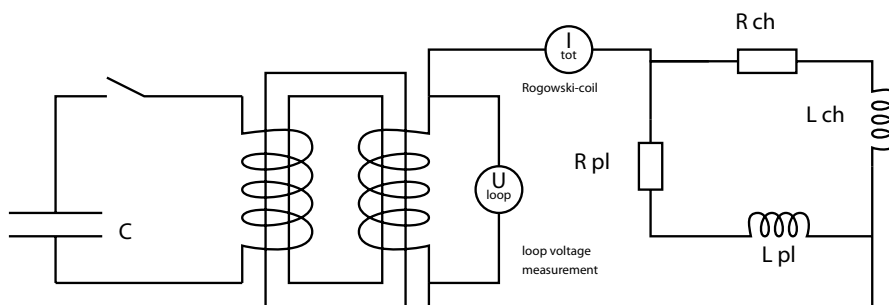 R ch
I
tot
Rogowski-coil
L ch
R pl
U
loop
C
loop voltage
measurement
L pl